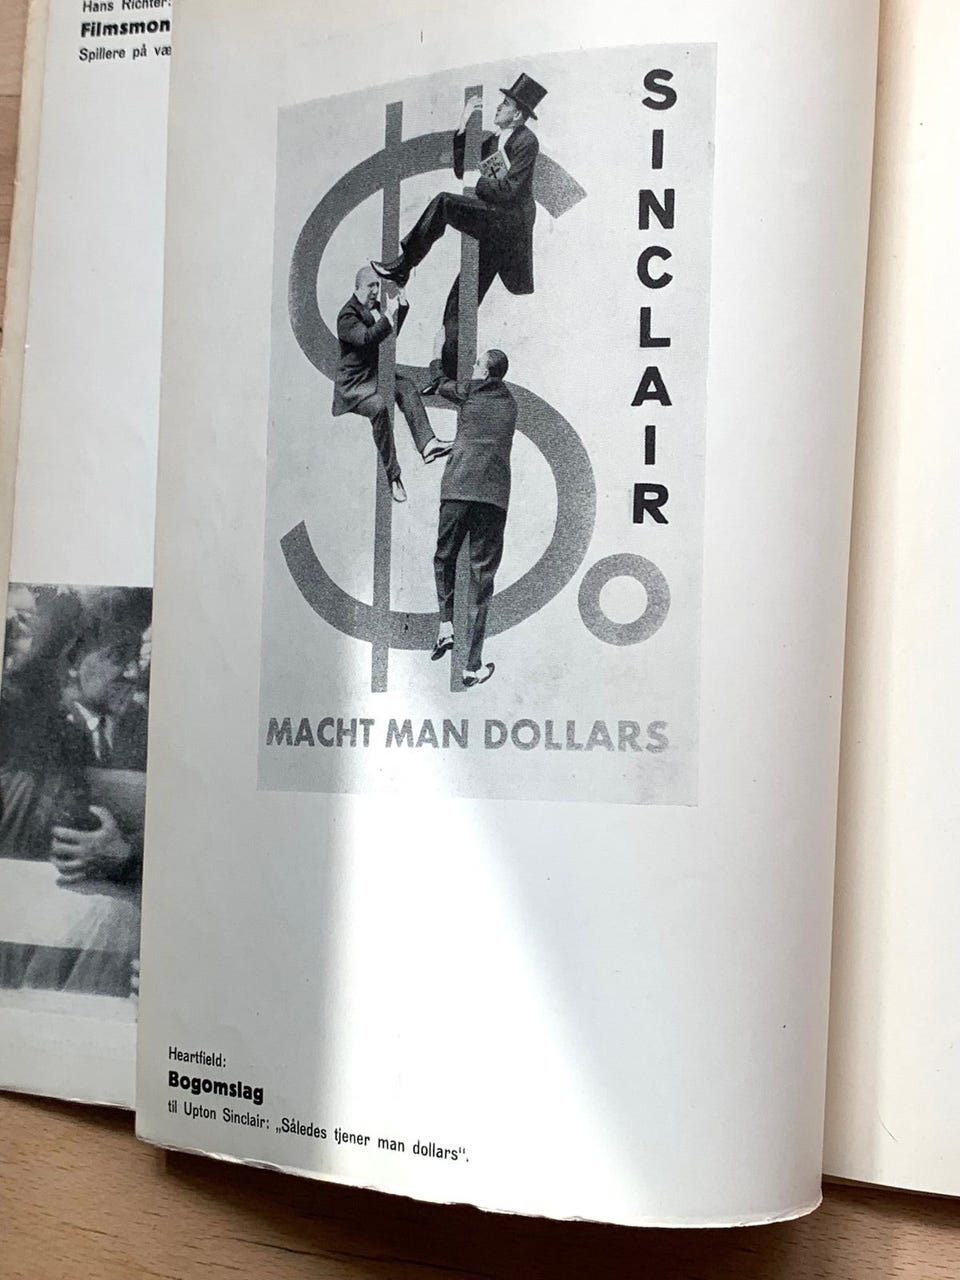 Hans Richter:
Filmsmon
Spillere på væ
SINCLAIR
$O
MACHT MAN DOLLARS
Heartfield:
Bogomslag
til Upton Sinclair: „Således tjener man dollars“.